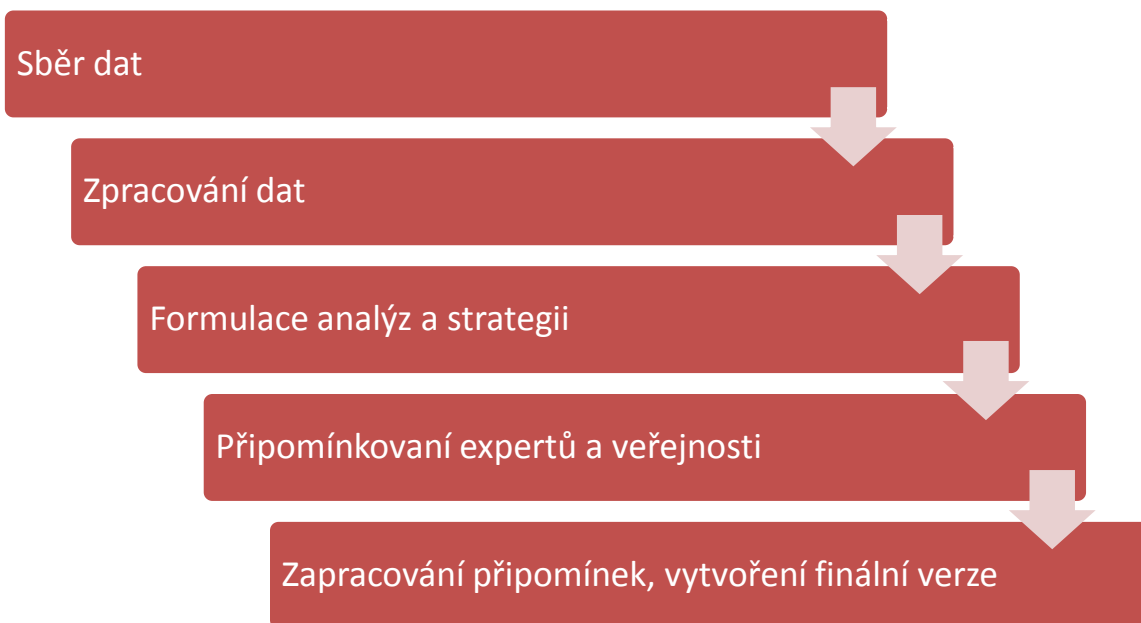 Sběr dat
Zpracování dat
Formulace analýz a strategii
Připomínkovaní expertů a veřejnosti
Zapracování připomínek, vytvoření finální verze